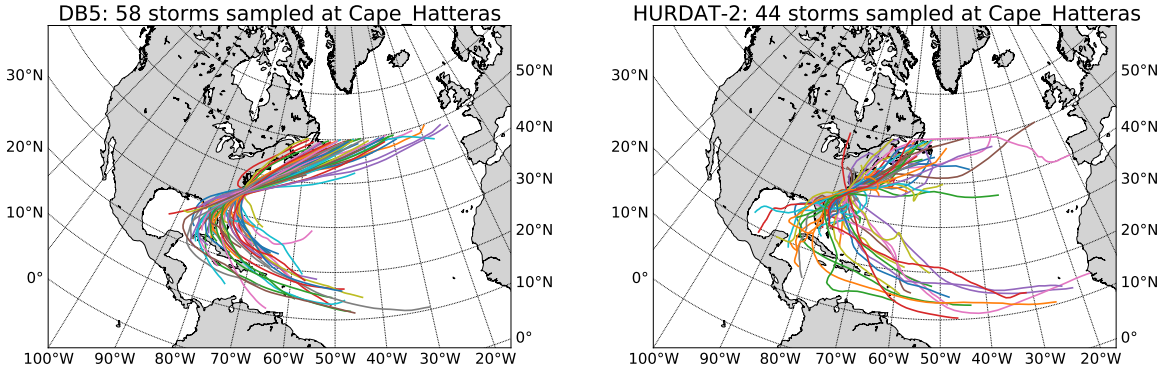 DB5: 58 storms sampled at Cape_Hatteras
30°N
20°N
10°N
0°
50°N
40°N
30°N
20°N
10°N
0°
100°W 90°W 80°W 70°W 60°W 50°W 40°W 30°W 20°W
HURDAT-2: 44 storms sampled at Cape_Hatteras
30°N
20°N
10°N
0°
50°N
40°N
30°N
20°N
10°N
0°
100°W 90°W 80°W 70°W 60°W 50°W 40°W 30°W 20°W